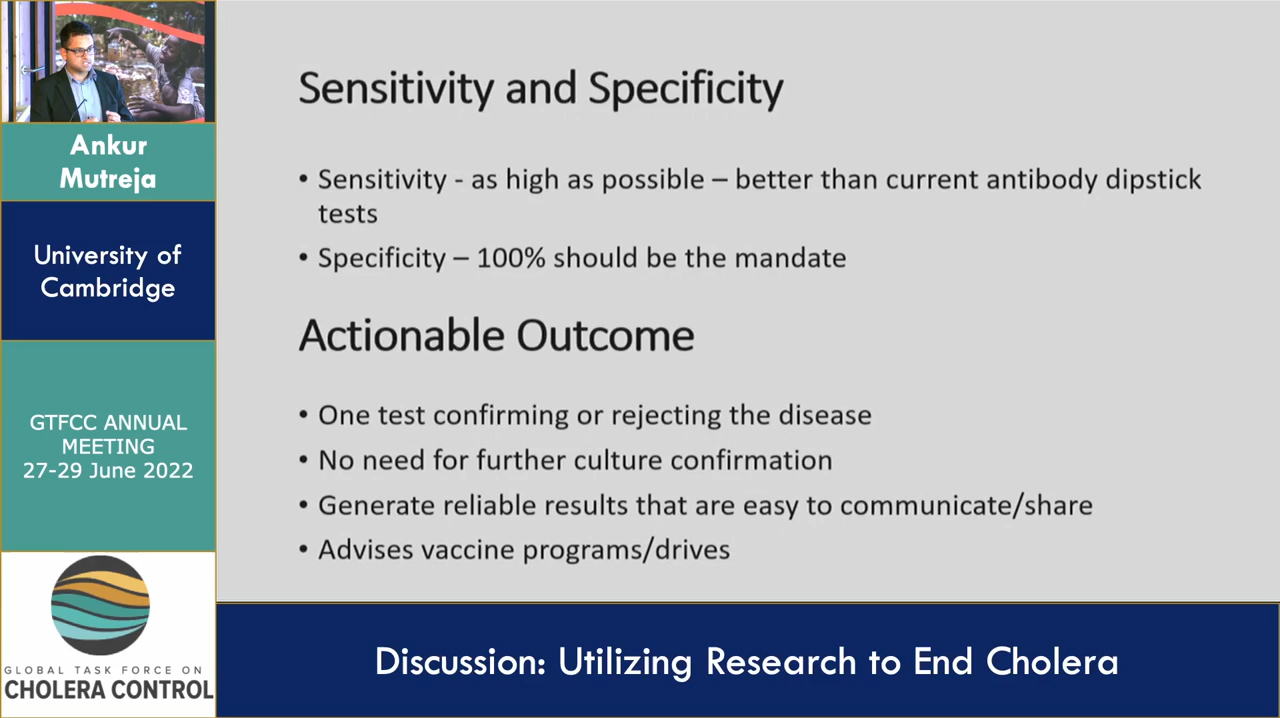 Ankur
Mutreja
University of
Cambridge
GTFCC ANNUAL
MEETING
27-29 June 2022
GLOBAL TASK FORCE ON
CHOLERA CONTROL
Sensitivity and Specificity
• Sensitivity - as high as possible – better than current antibody dipstick
tests
• Specificity – 100% should be the mandate
Actionable Outcome
• One test confirming or rejecting the disease
• No need for further culture confirmation
• Generate reliable results that are easy to communicate/share
• Advises vaccine programs/drives
Discussion: Utilizing Research to End Cholera